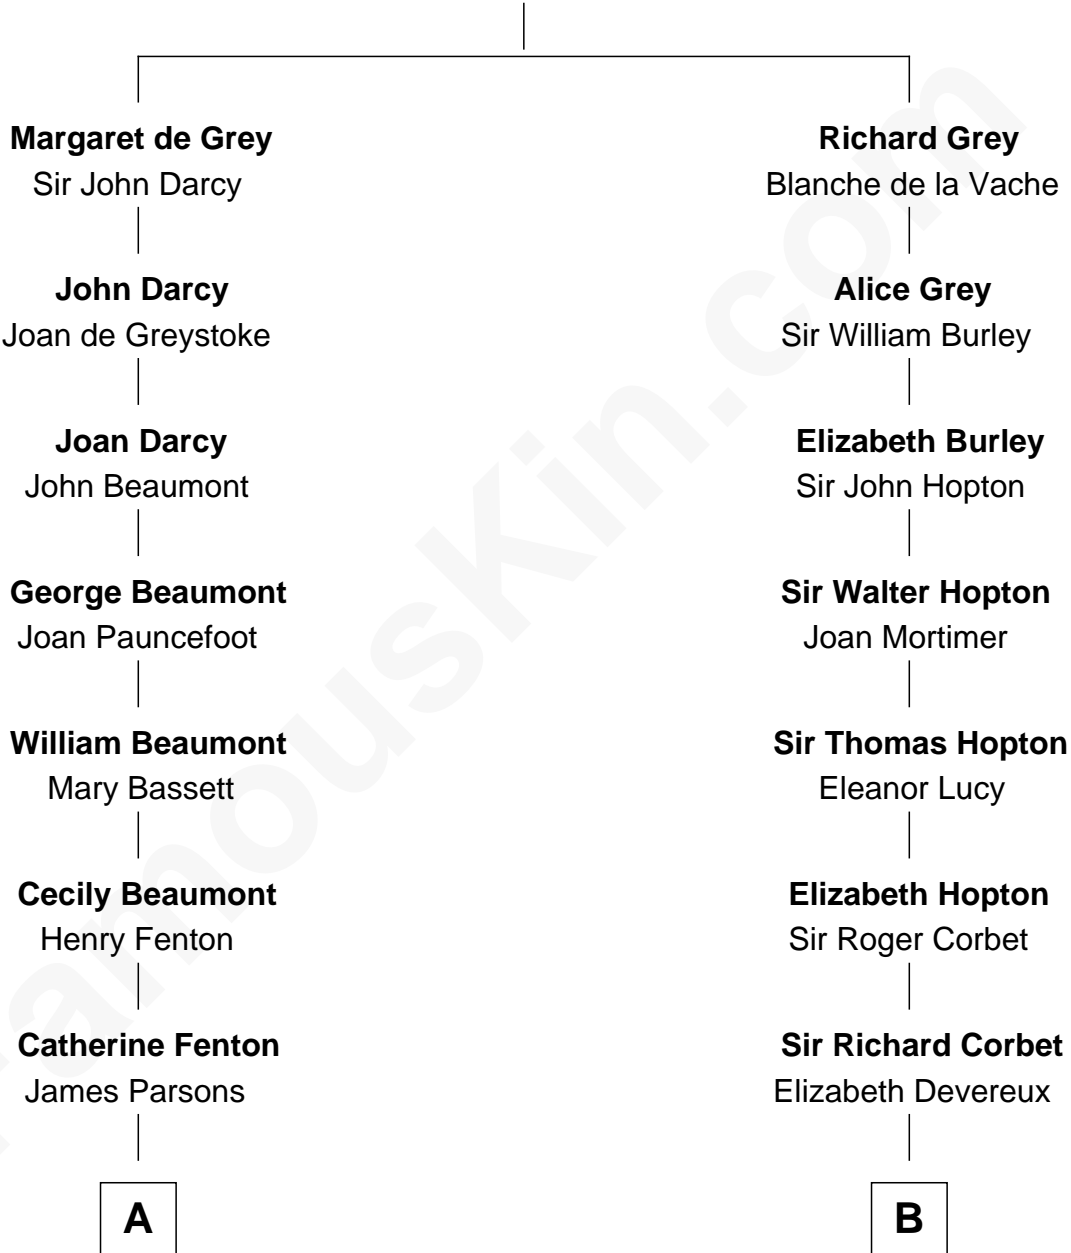 Margaret de Grey
Sir John Darcy
Richard Grey
Blanche de la Vache
John Darcy
Joan de Greystoke
Alice Grey
Sir William Burley
Joan Darcy
John Beaumont
Elizabeth Burley
Sir John Hopton
George Beaumont
Joan Pauncefoot
Sir Walter Hopton
Joan Mortimer
William Beaumont
Mary Bassett
Sir Thomas Hopton
Eleanor Lucy
Cecily Beaumont
Henry Fenton
Elizabeth Hopton
Sir Roger Corbet
Catherine Fenton
James Parsons
Sir Richard Corbet
Elizabeth Devereux
A
B
FamousKin.com